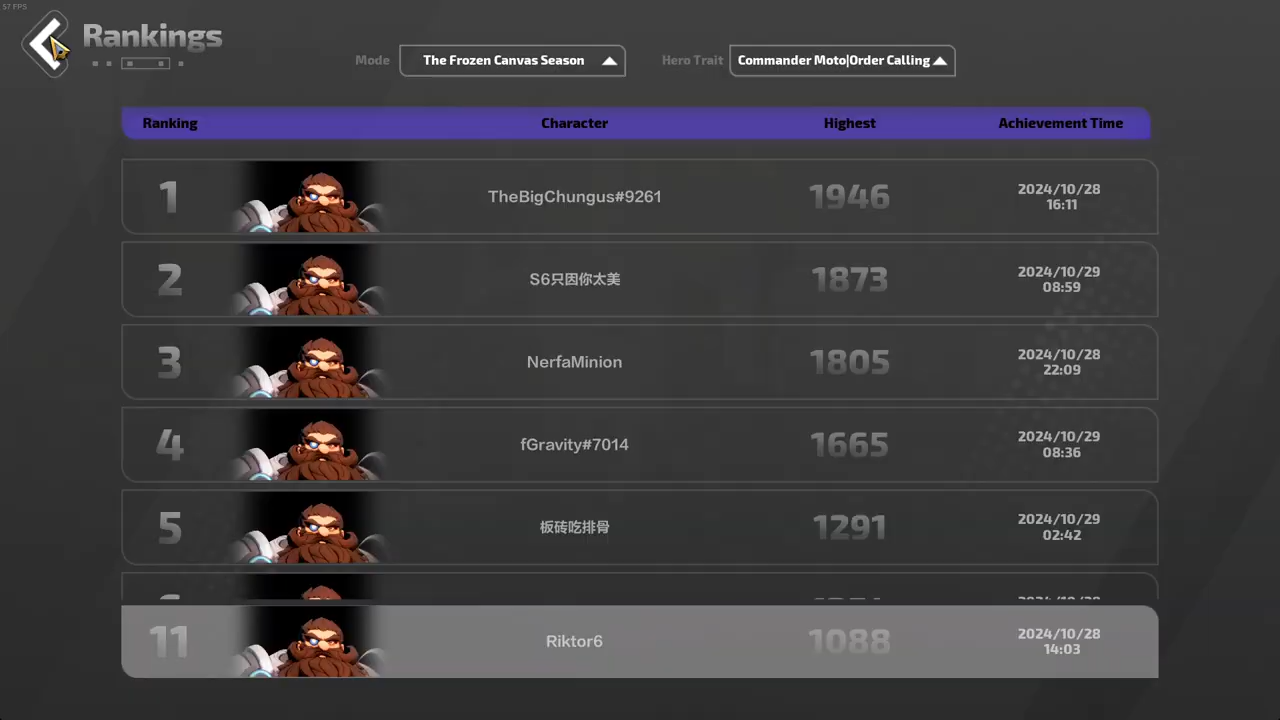 57 FPS
Rankings
Mode
The Frozen Canvas Season
Hero Trait
Commander Moto|Order Calling
Ranking
Character
Highest
Achievement Time
1
TheBigChungus#9261
1946
2024/10/28
16:11
2
S6只因你太美
1873
2024/10/29
08:59
3
NerfaMinion
1805
2024/10/28
22:09
4
fGravity#7014
1665
2024/10/29
08:36
5
板砖吃排骨
1291
2024/10/29
02:42
11
Riktor6
1088
2024/10/28
14:03